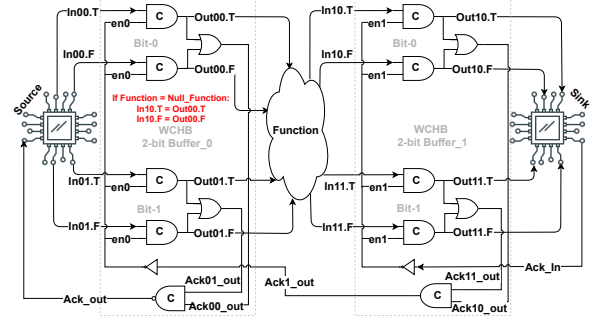 In00.T
en0
C
Out00.T
Bit-0
In00.F
en0
C
Out00.F
If Function = Null_Function:
In10.T = Out00.T
In10.F = Out00.F
WCHB
2-bit Buffer_0
Source
In01.T
en0
C
Out01.T
Bit-1
In01.F
en0
C
Out01.F
Ack01_out
Ack00_out
C
Ack_out
Function
Ack1_out
In10.T
en1
C
Out10.T
Bit-0
In10.F
en1
C
Out10.F
WCHB
2-bit Buffer_1
Sink
In11.T
en1
C
Out11.T
Bit-1
In11.F
en1
C
Out11.F
Ack_In
Ack11_out
Ack10_out
C